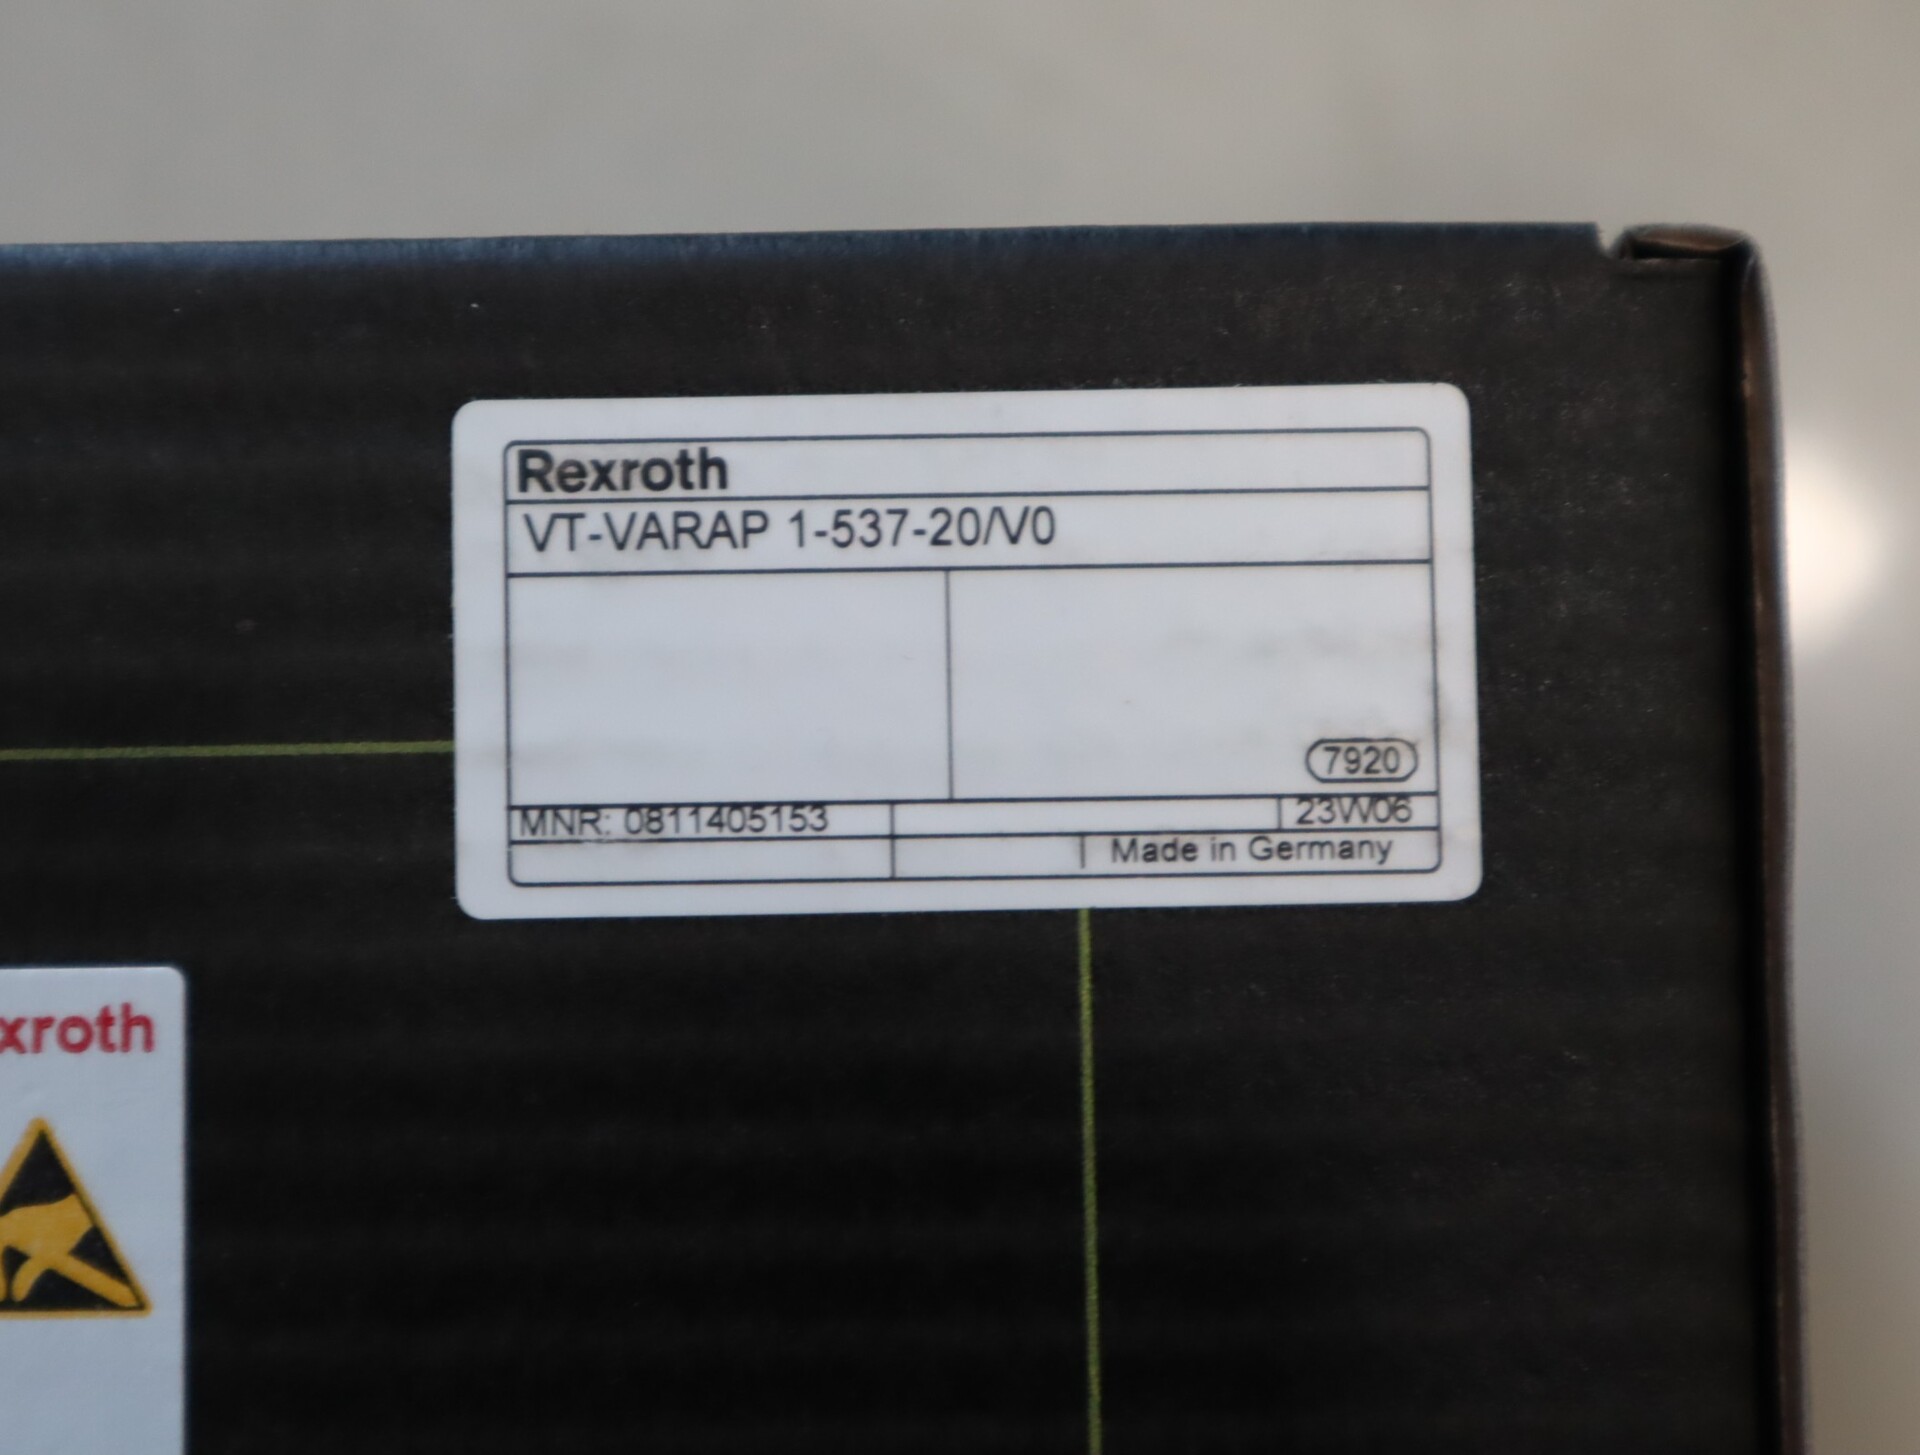 Rexroth
VT-VARAP 1-537-20/V0
7920
MNR: 0811405153
23W06
Made in Germany
xroth